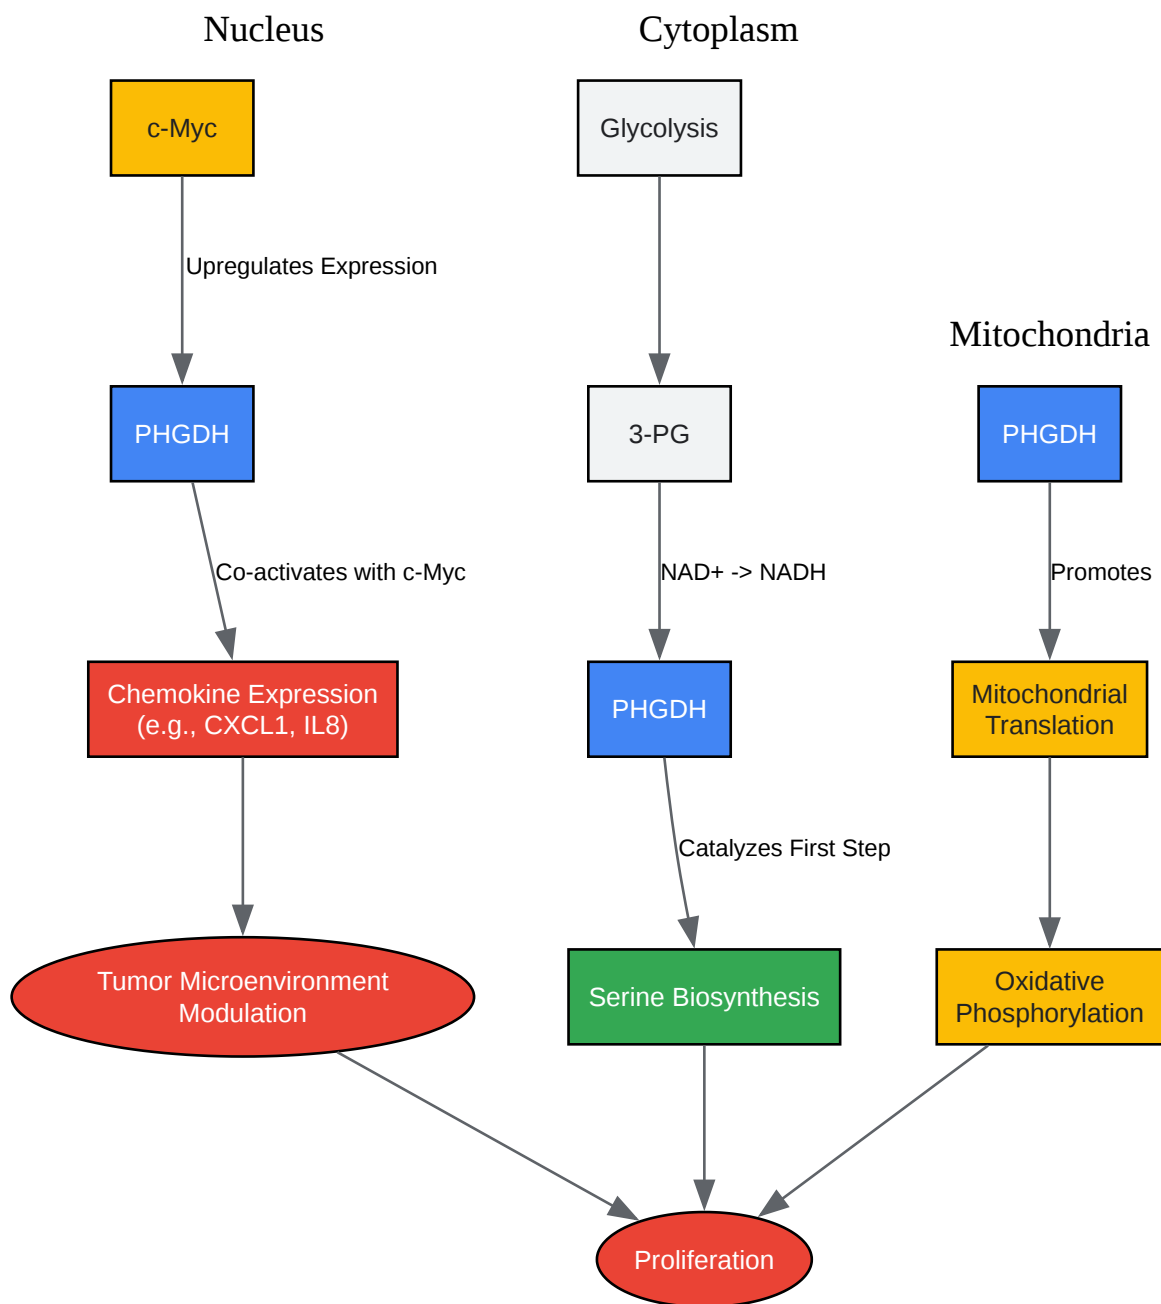 Nucleus
Cytoplasm
c-Myc
Glycolysis
Upregulates Expression
Mitochondria
PHGDH
3-PG
PHGDH
Co-activates with c-Myc
NAD+ -> NADH
Promotes
Chemokine Expression
(e.g., CXCL1, IL8)
PHGDH
Mitochondrial
Translation
Catalyzes First Step
Tumor Microenvironment
Modulation
Serine Biosynthesis
Oxidative
Phosphorylation
Proliferation